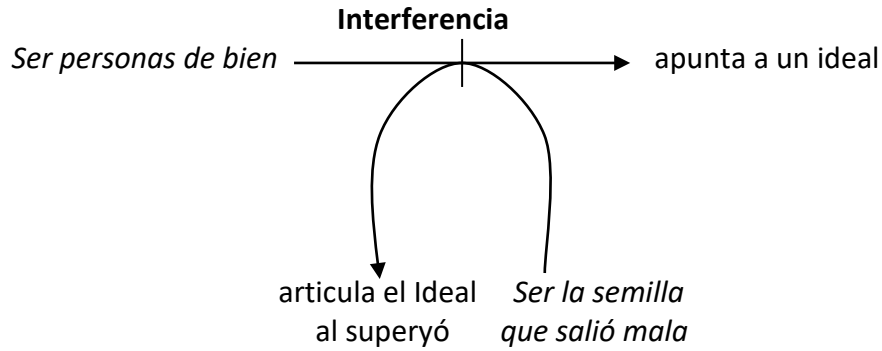 Interferencia
Ser personas de bien
apunta a un ideal
articula el Ideal
al superyó
Ser la semilla
que salió mala